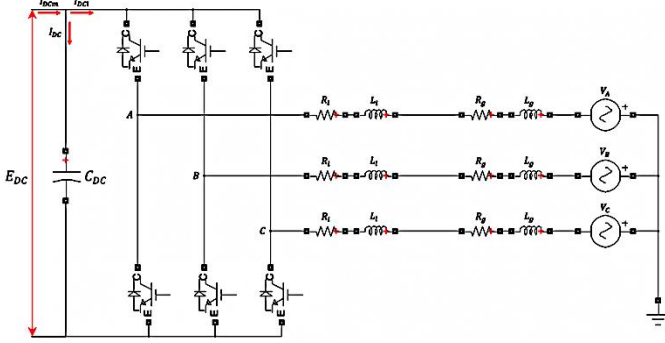 I_DCm I_DCl
I_DC
C C C
E E E
A R_l L_l R_g L_g V_A +
E_DC C_DC
B R_l L_l R_g L_g V_B +
C R_l L_l R_g L_g V_C +
C C C
E E E